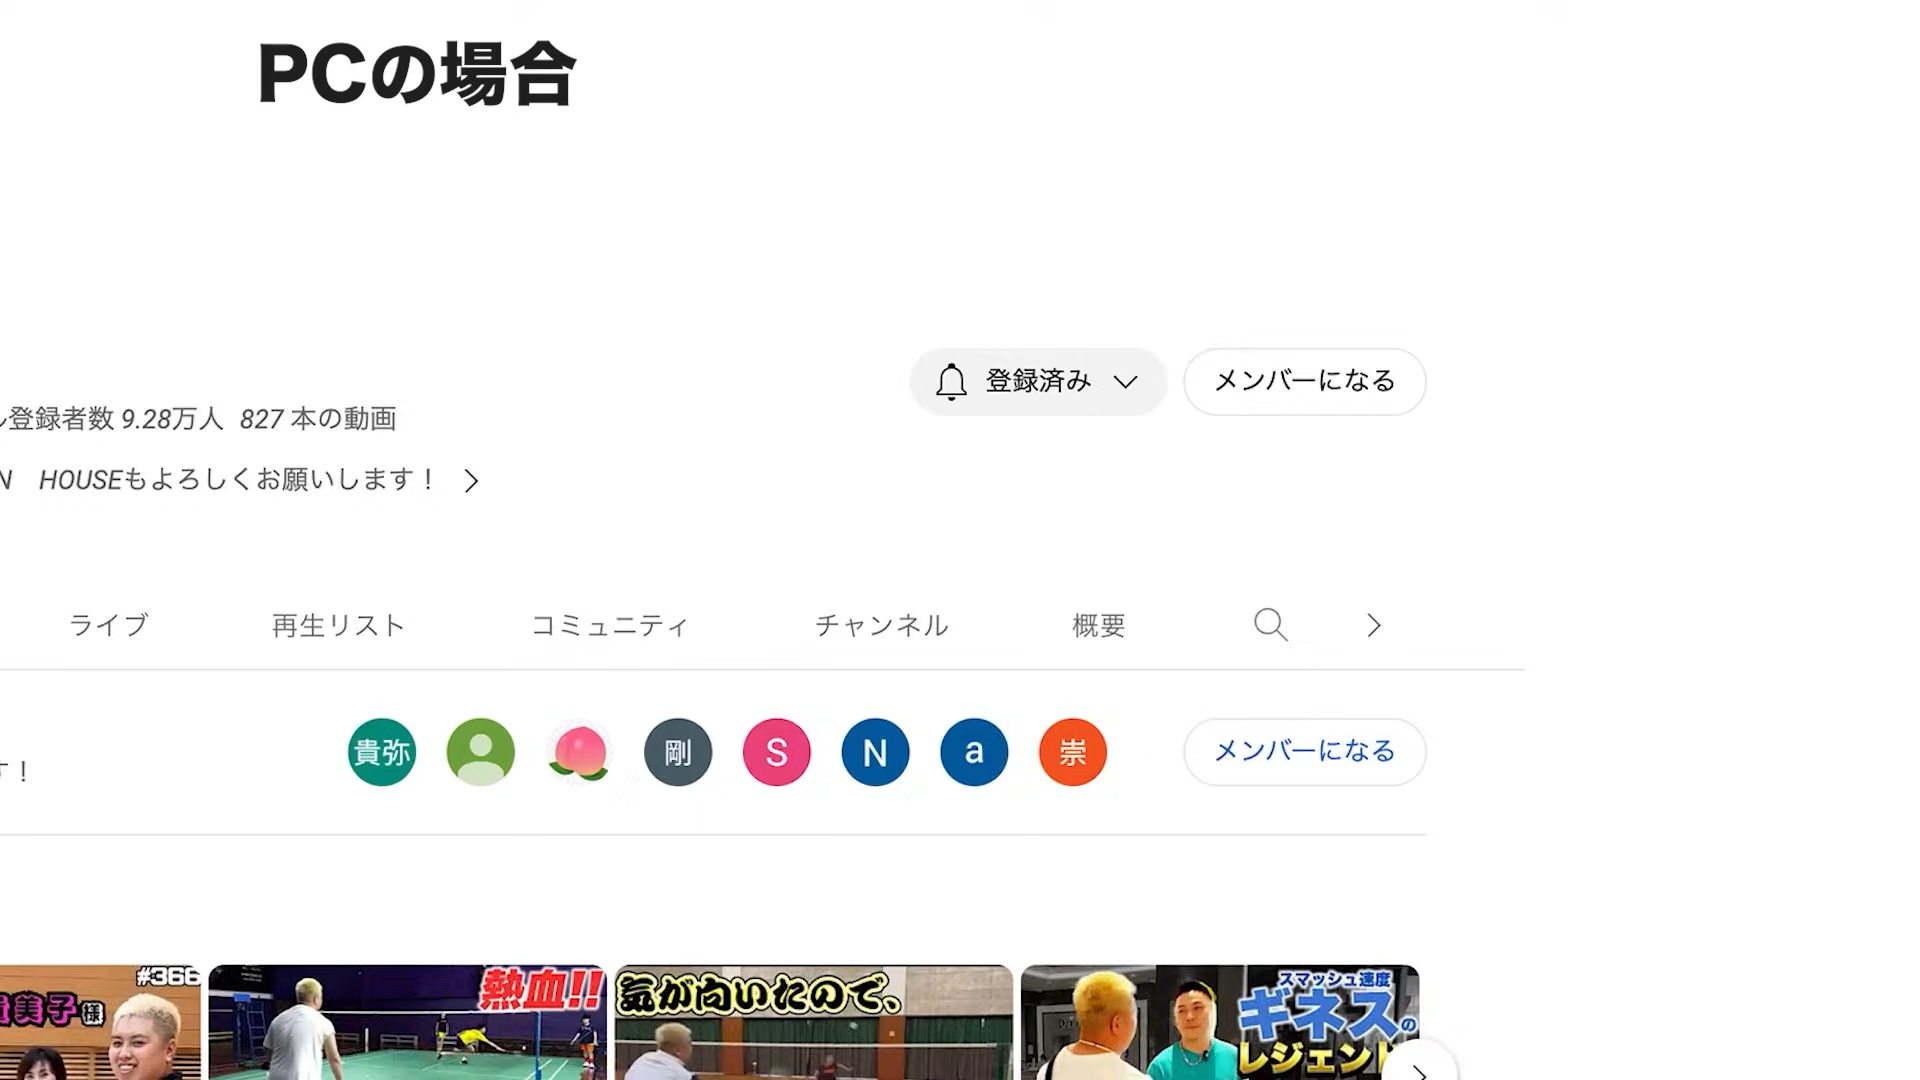 PCの場合
登録済み
メンバーになる
ル登録者数 9.28万人 827 本の動画
N HOUSEもよろしくお願いします！
ライブ
再生リスト
コミュニティ
チャンネル
概要
す！
貴弥
剛
S
N
a
崇
メンバーになる
#366
美子様
熱血!!
気が向いたので、
スマッシュ速度
ギネスの
レジェンド